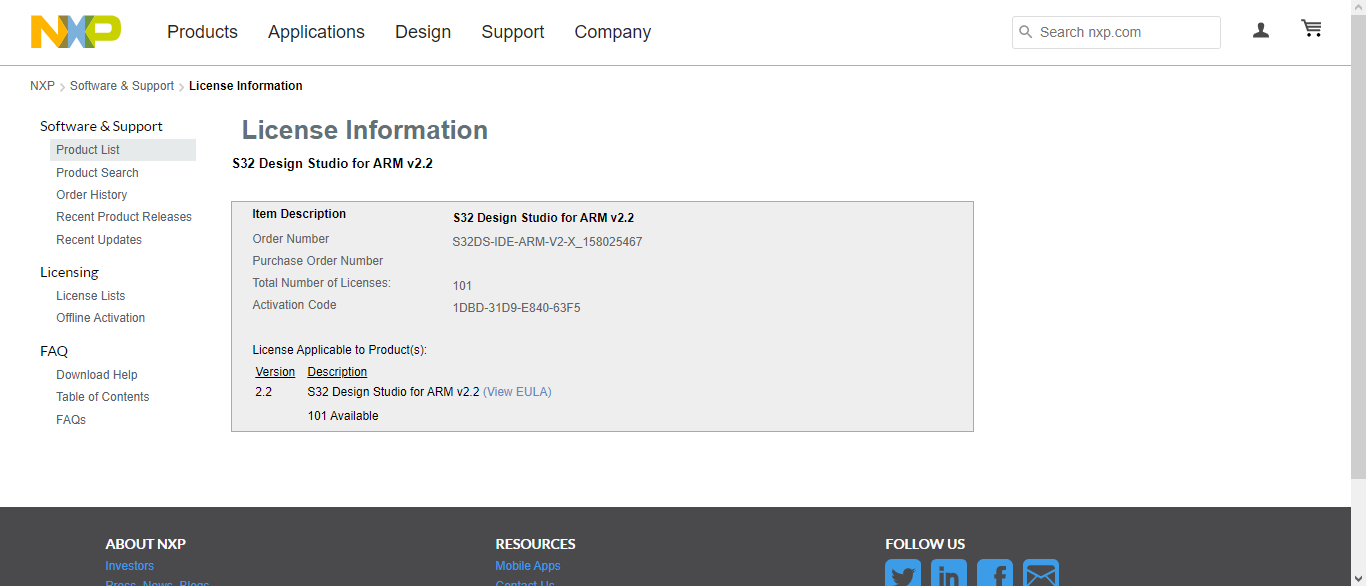 NXP Products Applications Design Support Company Search nxp.com
NXP Software & Support License Information
Software & Support
Product List
Product Search
Order History
Recent Product Releases
Recent Updates
Licensing
License Lists
Offline Activation
FAQ
Download Help
Table of Contents
FAQs
License Information
S32 Design Studio for ARM v2.2
Item Description S32 Design Studio for ARM v2.2
Order Number S32DS-IDE-ARM-V2-X_158025467
Purchase Order Number
Total Number of Licenses: 101
Activation Code 1DBD-31D9-E840-63F5
License Applicable to Product(s):
Version Description
2.2 S32 Design Studio for ARM v2.2 (View EULA)
101 Available
ABOUT NXP
Investors
Press, News, Blogs
RESOURCES
Mobile Apps
Contact Us
FOLLOW US
in f